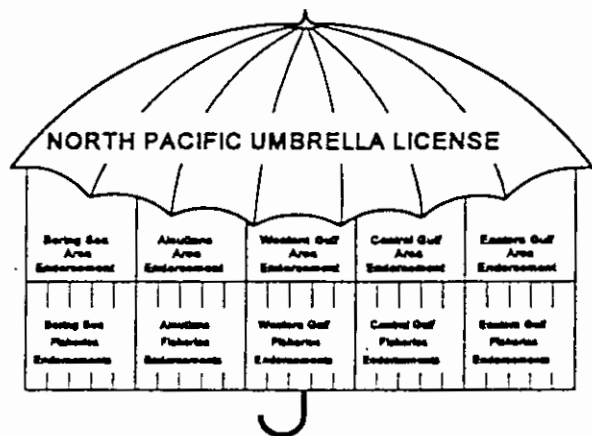 NORTH PACIFIC UMBRELLA LICENSE
Bering Sea
Area
Endorsement
Aleutians
Area
Endorsement
Western Gulf
Area
Endorsement
Central Gulf
Area
Endorsement
Eastern Gulf
Area
Endorsement
Bering Sea
Fisheries
Endorsements
Aleutians
Fisheries
Endorsements
Western Gulf
Fisheries
Endorsements
Central Gulf
Fisheries
Endorsements
Eastern Gulf
Fisheries
Endorsements